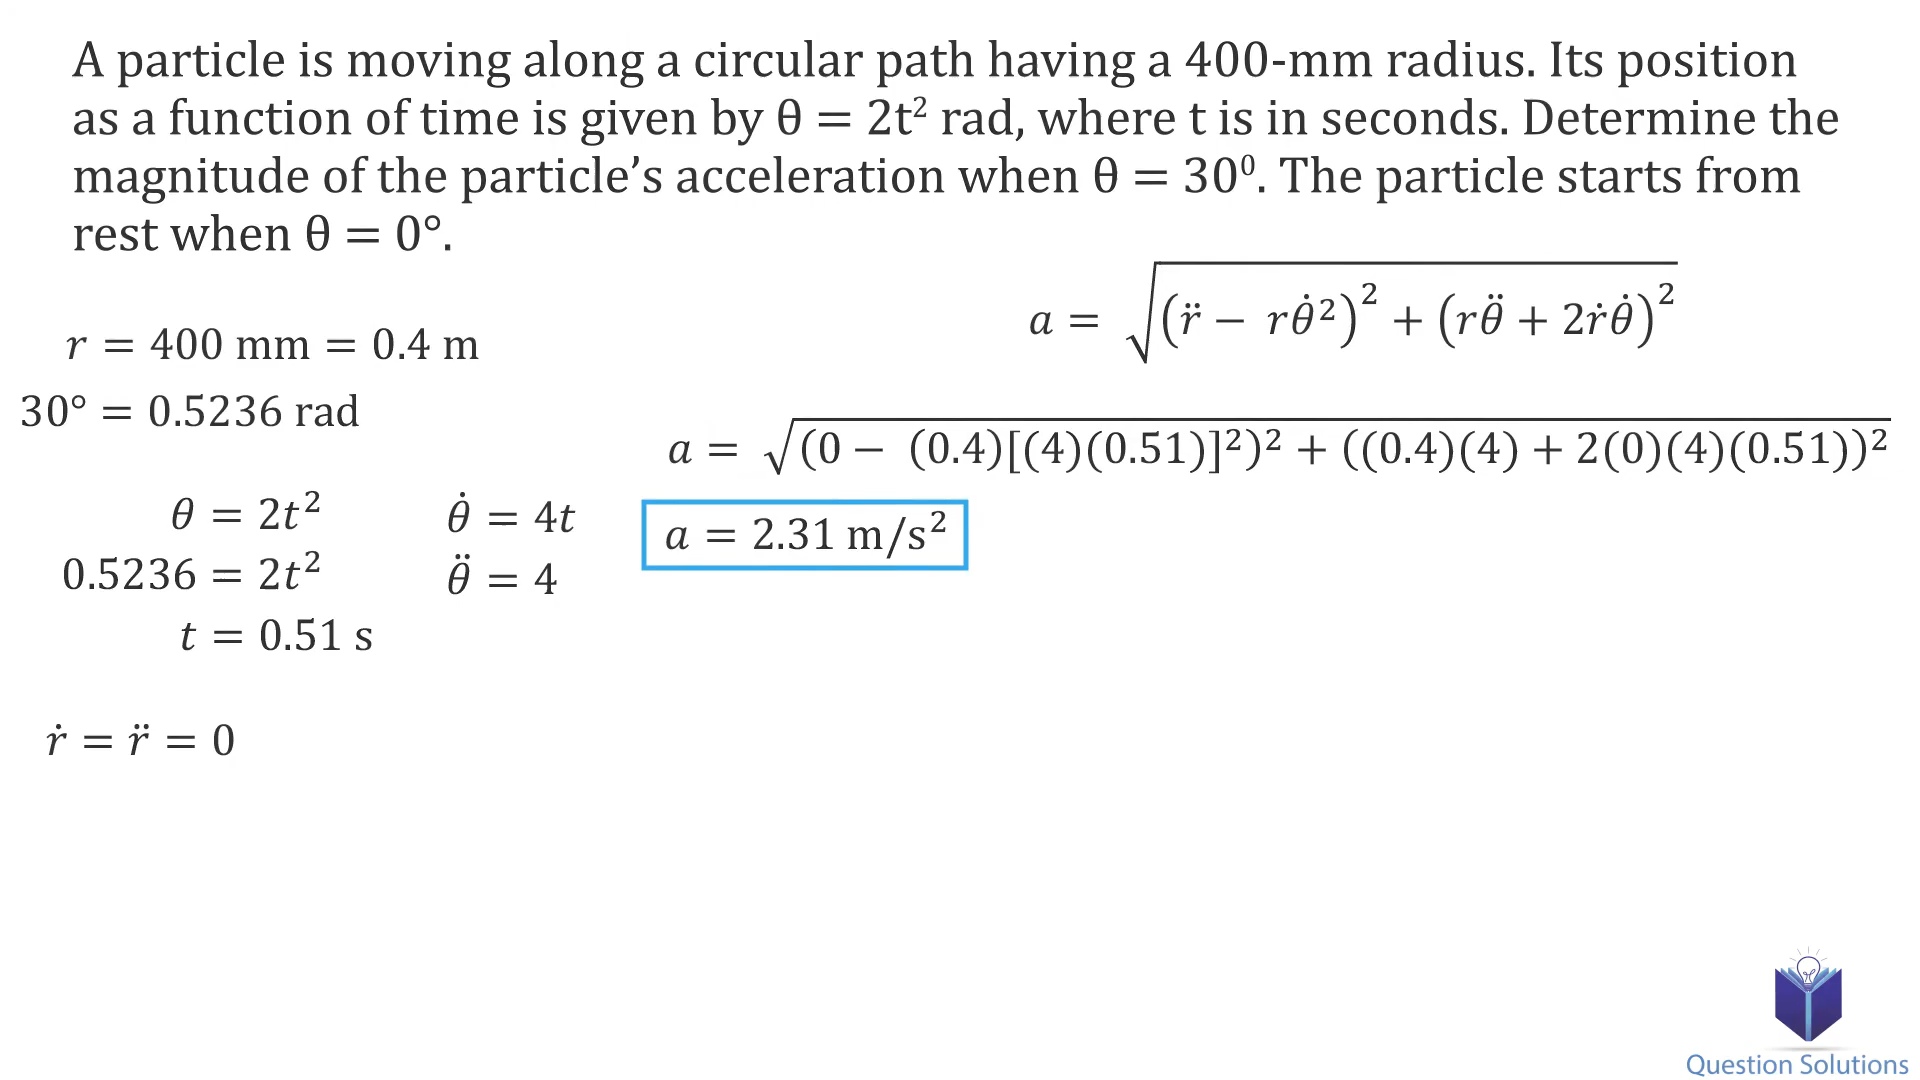 A particle is moving along a circular path having a 400-mm radius. Its position
as a function of time is given by θ = 2t² rad, where t is in seconds. Determine the
magnitude of the particle’s acceleration when θ = 30⁰. The particle starts from
rest when θ = 0°.
a = √((r̈ − rθ̇²)² + (rθ̈ + 2ṙθ̇)²)
r = 400 mm = 0.4 m
30° = 0.5236 rad
a = √((0 − (0.4)[(4)(0.51)]²)² + ((0.4)(4) + 2(0)(4)(0.51))²)
θ = 2t²
θ̇ = 4t
a = 2.31 m/s²
0.5236 = 2t²
θ̈ = 4
t = 0.51 s
ṙ = r̈ = 0
Question Solutions